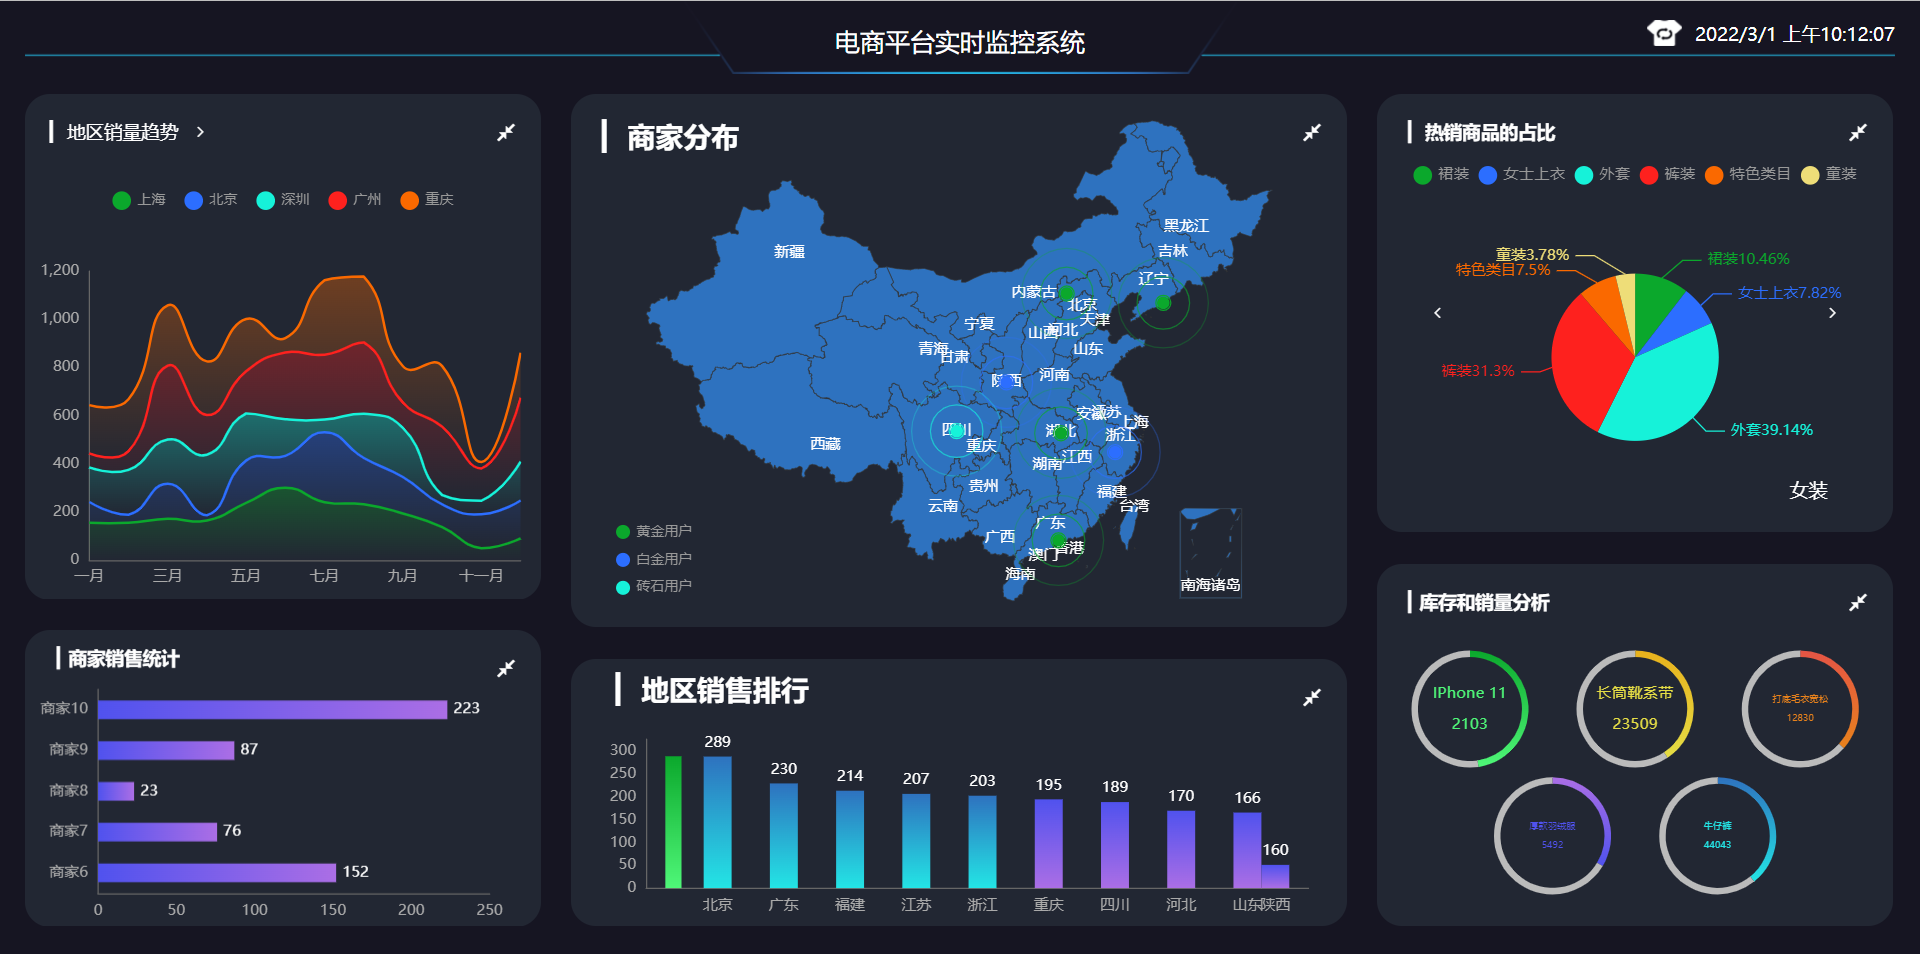 电商平台实时监控系统
2022/3/1 上午10:12:07
地区销量趋势
上海 北京 深圳 广州 重庆
1,200
1,000
800
600
400
200
0
一月 三月 五月 七月 九月 十一月
商家销售统计
商家10 223
商家9 87
商家8 23
商家7 76
商家6 152
0 50 100 150 200 250
商家分布
黑龙江
新疆
吉林
辽宁
内蒙古
北京
天津
宁夏
山西
河北
青海
山东
甘肃
陕西
河南
安徽
江苏
上海
四川
湖北
浙江
西藏
重庆
江西
湖南
贵州
福建
云南
台湾
广东
广西
香港
澳门
海南
南海诸岛
黄金用户
白金用户
砖石用户
地区销售排行
300
250
200
150
100
50
0
289
230
214
207
203
195
189
170
166
160
北京 广东 福建 江苏 浙江 重庆 四川 河北 山东 陕西
热销商品的占比
裙装 女士上衣 外套 裤装 特色类目 童装
童装3.78%
裙装10.46%
特色类目7.5%
女士上衣7.82%
裤装31.3%
外套39.14%
女装
库存和销量分析
IPhone 11
2103
长筒靴系带
23509
打底毛衣宽松
12830
厚款羽绒服
5492
牛仔裤
44043